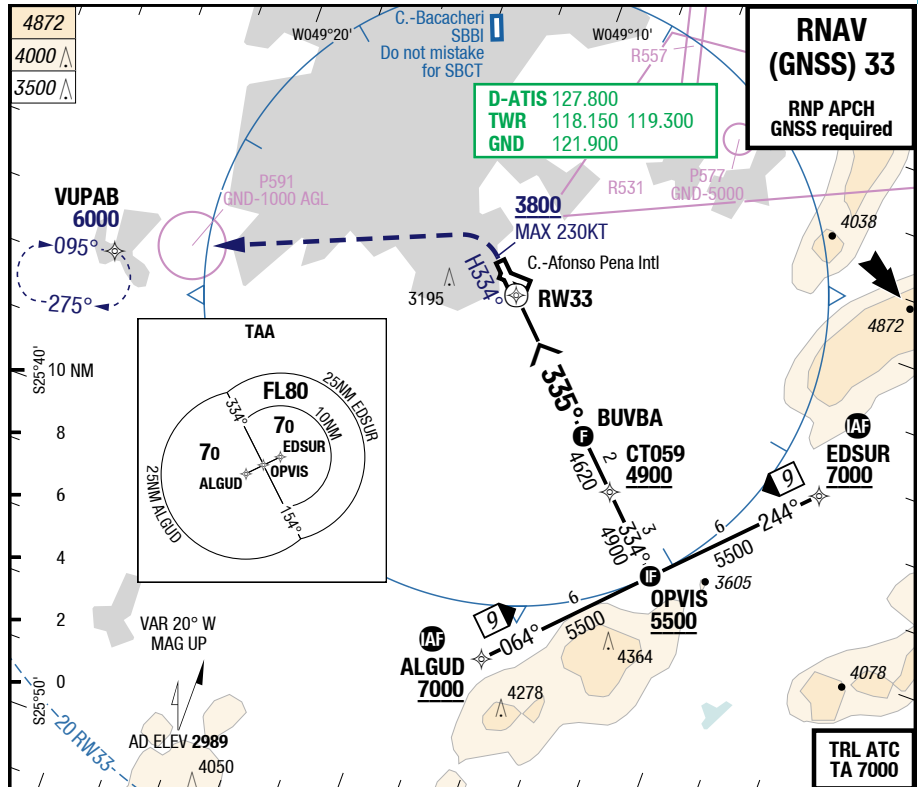 4872
4000
3500
W049°20'
C.-Bacacheri
SBBI
Do not mistake
for SBCT
W049°10'
R557
RNAV
(GNSS) 33
RNP APCH
GNSS required
D-ATIS 127.800
TWR 118.150 119.300
GND 121.900
P591
GND-1000 AGL
R531
P577
GND-5000
VUPAB
6000
095°
275°
3800
MAX 230KT
H334°
C.-Afonso Pena Intl
RW33
3195
4038
4872
S25°40'
10 NM
8
6
4
2
0
S25°50'
TAA
FL80
25NM EDSUR
10NM
334°
70
70
EDSUR
OPVIS
ALGUD
154°
25NM ALGUD
335°
F
BUVBA
2
4620
CT059
4900
3
334°
4900
IAF
EDSUR
7000
9
244°
6
5500
IF
OPVIS
5500
3605
6
5500
9
064°
IAF
ALGUD
7000
4364
4278
4078
VAR 20° W
MAG UP
AD ELEV 2989
4050
20 RW33
TRL ATC
TA 7000